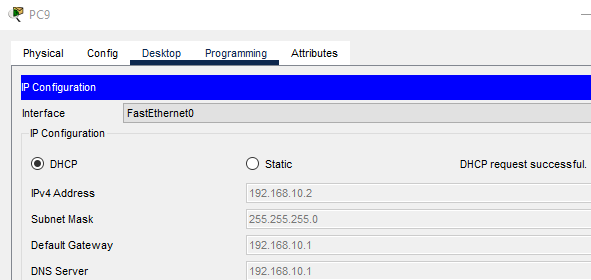 PC9
Physical Config Desktop Programming Attributes
IP Configuration
Interface FastEthernet0
IP Configuration
DHCP Static DHCP request successful.
IPv4 Address 192.168.10.2
Subnet Mask 255.255.255.0
Default Gateway 192.168.10.1
DNS Server 192.168.10.1